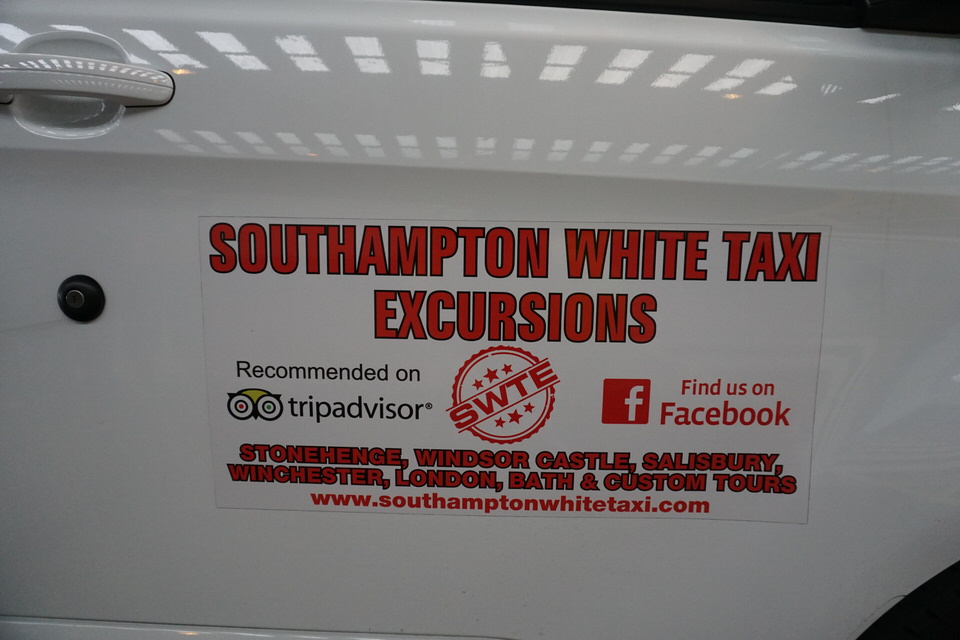 SOUTHAMPTON WHITE TAXI
EXCURSIONS
Recommended on
tripadvisor®
SWTE
f
Find us on
Facebook
STONEHENGE, WINDSOR CASTLE, SALISBURY,
WINCHESTER, LONDON, BATH & CUSTOM TOURS
www.southamptonwhitetaxi.com